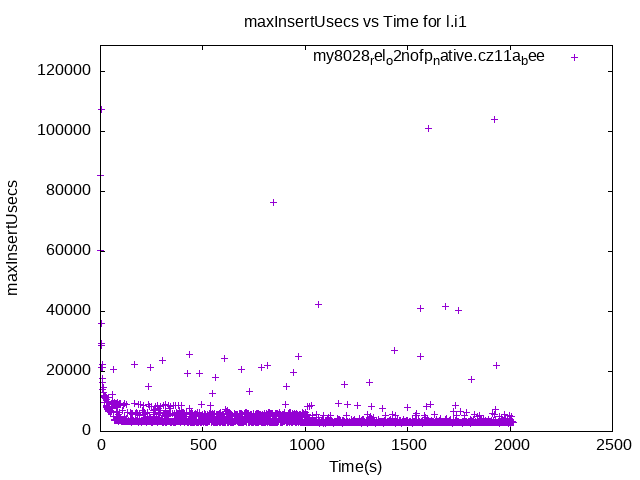 maxInsertUsecs vs Time for l.i1
my8028relo2nofpnative.cz11abee
120000
100000
80000
60000
40000
20000
0
maxInsertUsecs
0 500 1000 1500 2000 2500
Time(s)